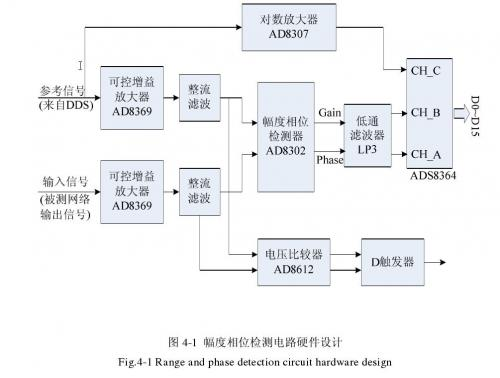 对数放大器
AD8307
参考信号
(来自DDS)
可控增益
放大器
AD8369
整流
滤波
幅度相位
检测器
AD8302
Gain
Phase
低通
滤波器
LP3
CH_C
CH_B
CH_A
ADS8364
D0~D15
输入信号
(被测网络
输出信号)
可控增益
放大器
AD8369
整流
滤波
电压比较器
AD8612
D触发器
图 4-1 幅度相位检测电路硬件设计
Fig.4-1 Range and phase detection circuit hardware design